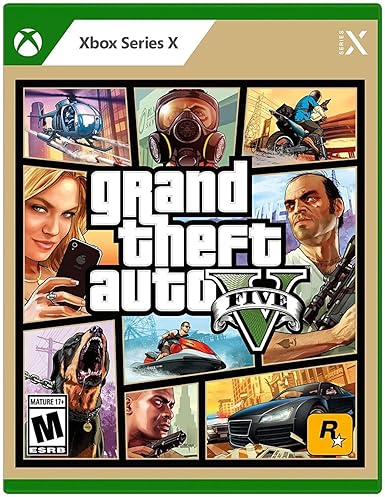 Xbox Series X
SERIES
X
grand
theft
auto
V
FIVE
MATURE 17+
M
ESRB
R